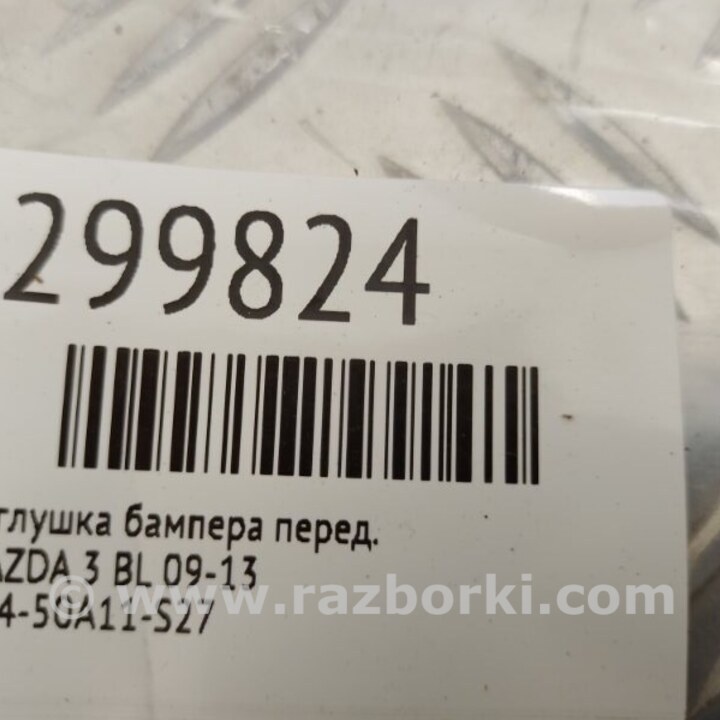 299824
глушка бампера перед.
AZDA 3 BL 09-13
© www.razborki.com
4-50A11-S27